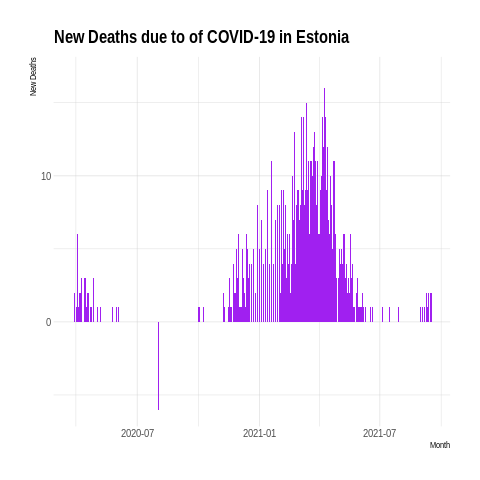 New Deaths due to of COVID-19 in Estonia
New Deaths
10
0
2020-07
2021-01
2021-07
Month